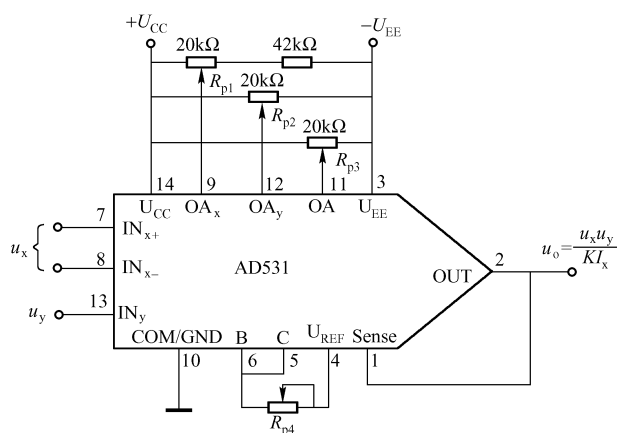 +U_CC
−U_EE
20kΩ 42kΩ
R_p1
20kΩ
R_p2
20kΩ
R_p3
14 9 12 11 3
U_CC OA_x OA_y OA U_EE
7 IN_x+
u_x
8 IN_x−
AD531
OUT 2
u_o = u_x u_y / KI_x
u_y 13 IN_y
COM/GND B C U_REF Sense
10 6 5 4 1
R_p4